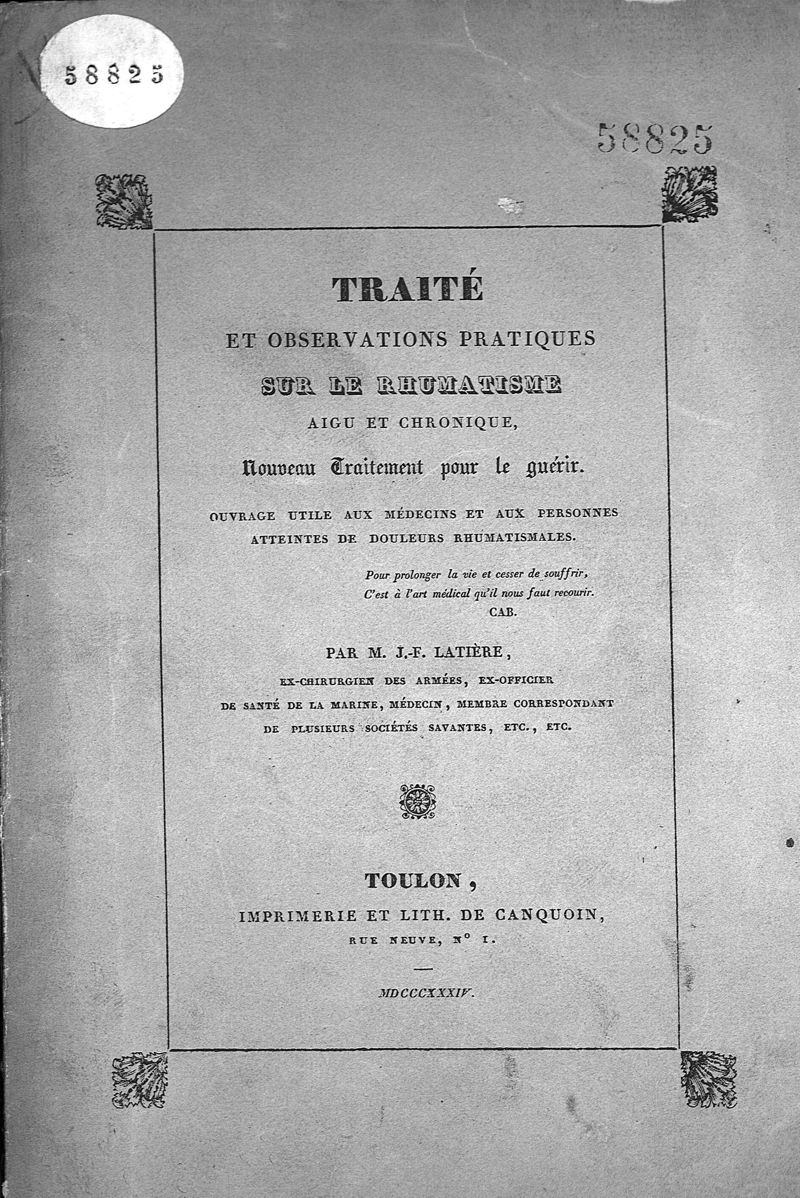 58825
58825
TRAITÉ
ET OBSERVATIONS PRATIQUES
SUR LE RHUMATISME
AIGU ET CHRONIQUE,
Nouveau Traitement pour le guérir.
OUVRAGE UTILE AUX MÉDECINS ET AUX PERSONNES
ATTEINTES DE DOULEURS RHUMATISMALES.
Pour prolonger la vie et cesser de souffrir,
C'est à l'art médical qu'il nous faut recourir.
CAB.
PAR M. J.-F. LATIÈRE,
EX-CHIRURGIEN DES ARMÉES, EX-OFFICIER
DE SANTÉ DE LA MARINE, MÉDECIN, MEMBRE CORRESPONDANT
DE PLUSIEURS SOCIÉTÉS SAVANTES, ETC., ETC.
TOULON,
IMPRIMERIE ET LITH. DE CANQUOIN,
RUE NEUVE, N° 1.
MDCCCXXXIV.